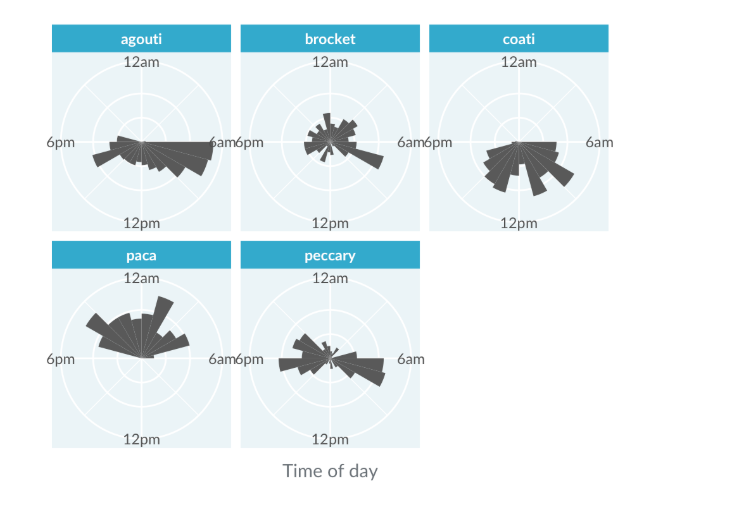 agouti brocket coati
12am 12am 12am
6pm 6am 6pm 6am 6pm 6am
12pm 12pm 12pm
paca peccary
12am 12am
6pm 6am 6pm 6am
12pm 12pm
Time of day